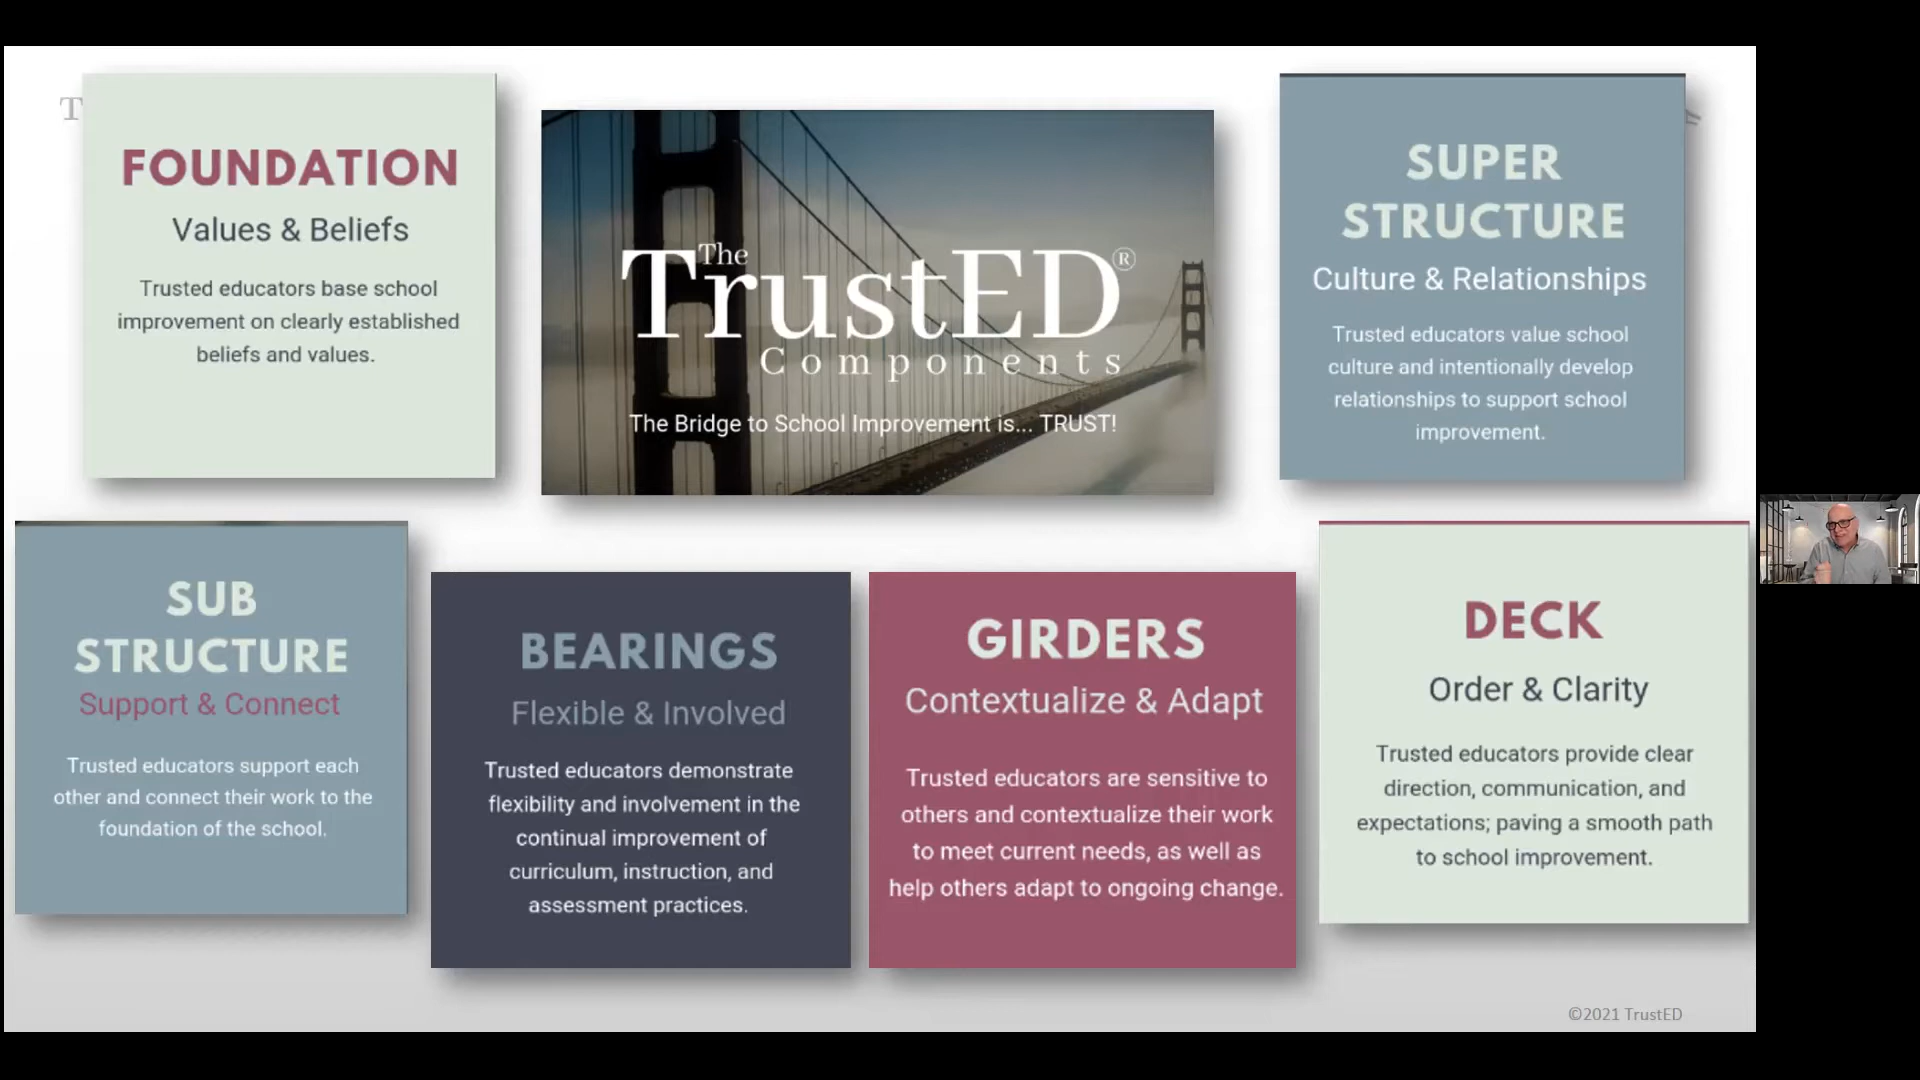 T
FOUNDATION
Values & Beliefs
Trusted educators base school
improvement on clearly established
beliefs and values.
The
TrustED®
Components
The Bridge to School Improvement is... TRUST!
SUPER
STRUCTURE
Culture & Relationships
Trusted educators value school
culture and intentionally develop
relationships to support school
improvement.
SUB
STRUCTURE
Support & Connect
Trusted educators support each
other and connect their work to the
foundation of the school.
BEARINGS
Flexible & Involved
Trusted educators demonstrate
flexibility and involvement in the
continual improvement of
curriculum, instruction, and
assessment practices.
GIRDERS
Contextualize & Adapt
Trusted educators are sensitive to
others and contextualize their work
to meet current needs, as well as
help others adapt to ongoing change.
DECK
Order & Clarity
Trusted educators provide clear
direction, communication, and
expectations; paving a smooth path
to school improvement.
©2021 TrustED